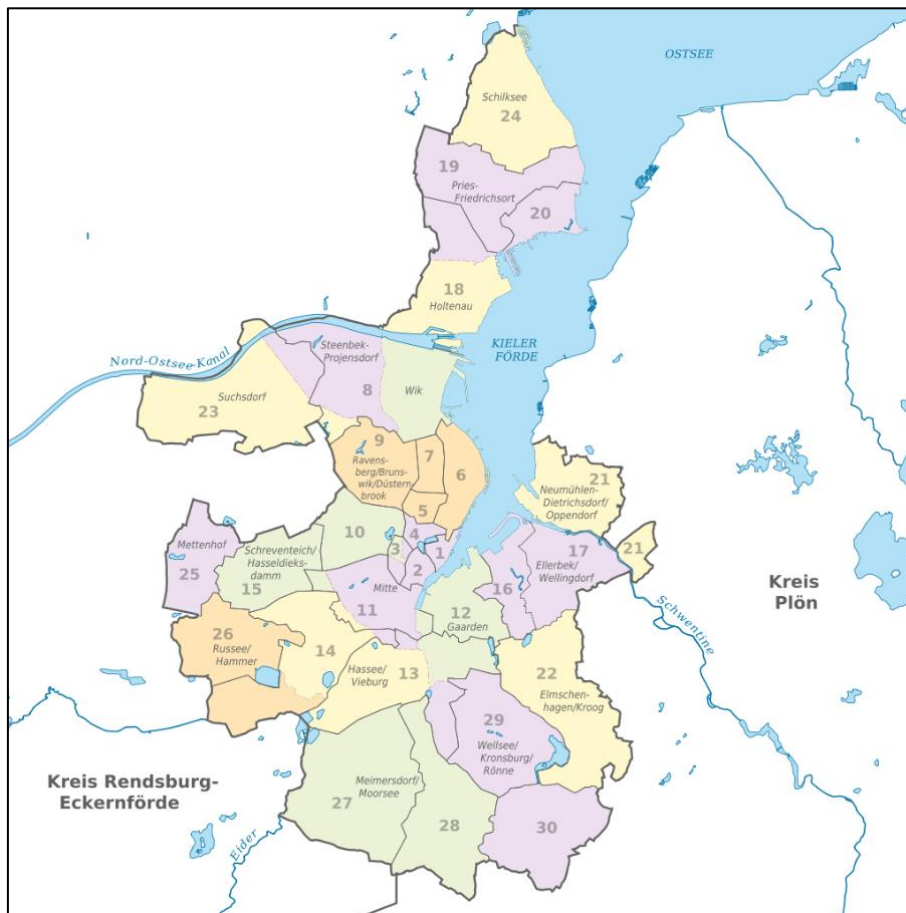 OSTSEE
Schilksee
24
19
Pries-
Friedrichsort
20
18
Holtenau
KIELER
FÖRDE
Nord-Ostsee-Kanal
Steenbek-
Projensdorf
8
Wik
Suchsdorf
23
9
Ravens-
berg/Bruns-
wik/Düstern-
brook
7
6
5
21
Neumühlen-
Dietrichsdorf/
Oppendorf
10
4
3
1
2
Mettenhof
25
Schreventeich/
Hasseldieks-
damm
15
Mitte
11
12
Gaarden
16
17
Ellerbek/
Wellingdorf
21
Kreis
Plön
Schwentine
26
Russee/
Hammer
14
Hassee/
Vieburg
13
22
Elmschen-
hagen/Kroog
29
Wellsee/
Kronsburg/
Rönne
Kreis Rendsburg-
Eckernförde
Meimersdorf/
Moorsee
27
28
30
Eider